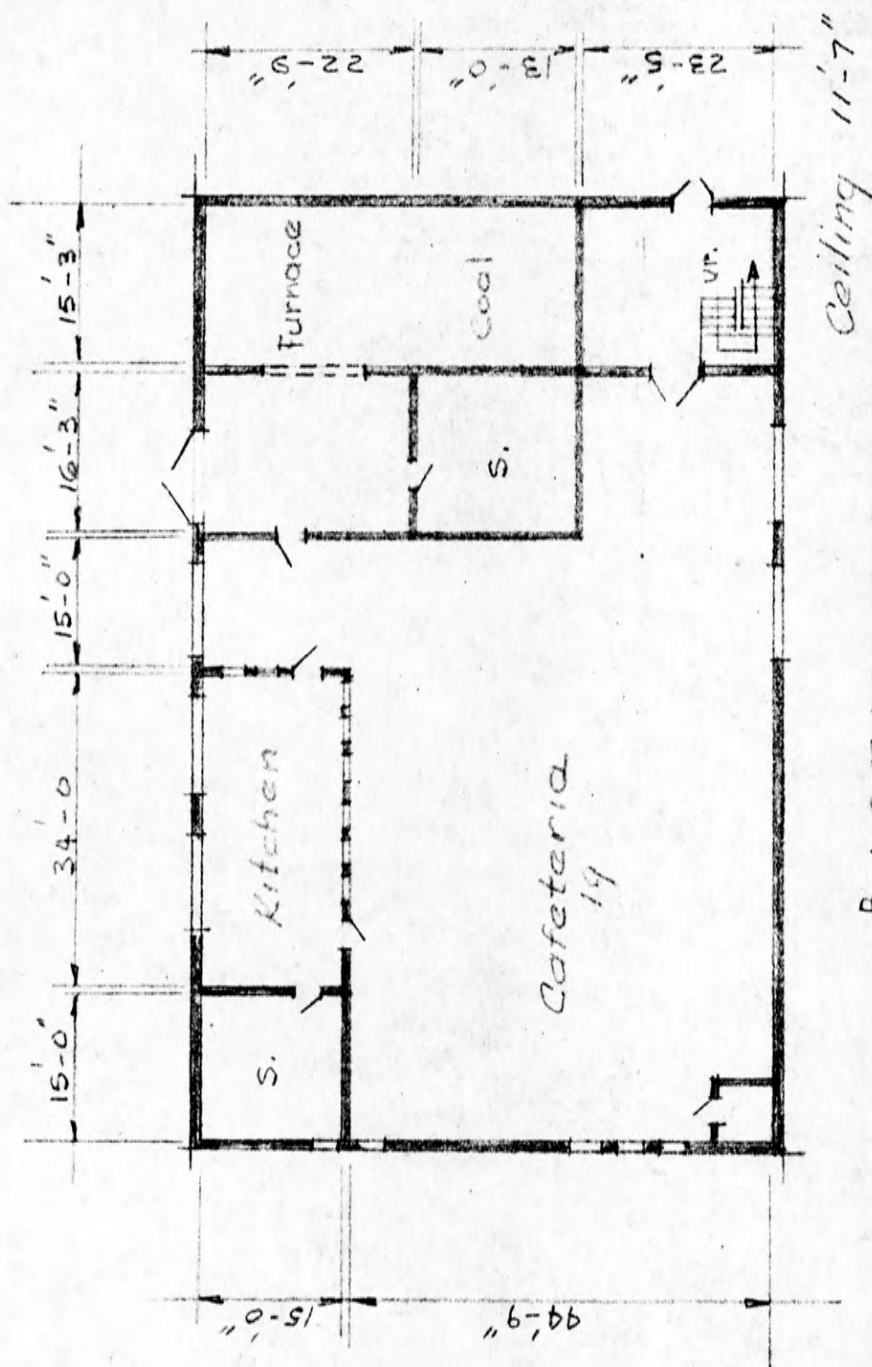 15'-0" 34'-0 15'-0" 16'-3" 15'-3"
15'-0"
44'-9"
22'-9"
13'-0"
23'-5"
S.
Kitchen
Furnace
Coal
S.
UP.
Cafeteria
19
Ceiling 11'-7"